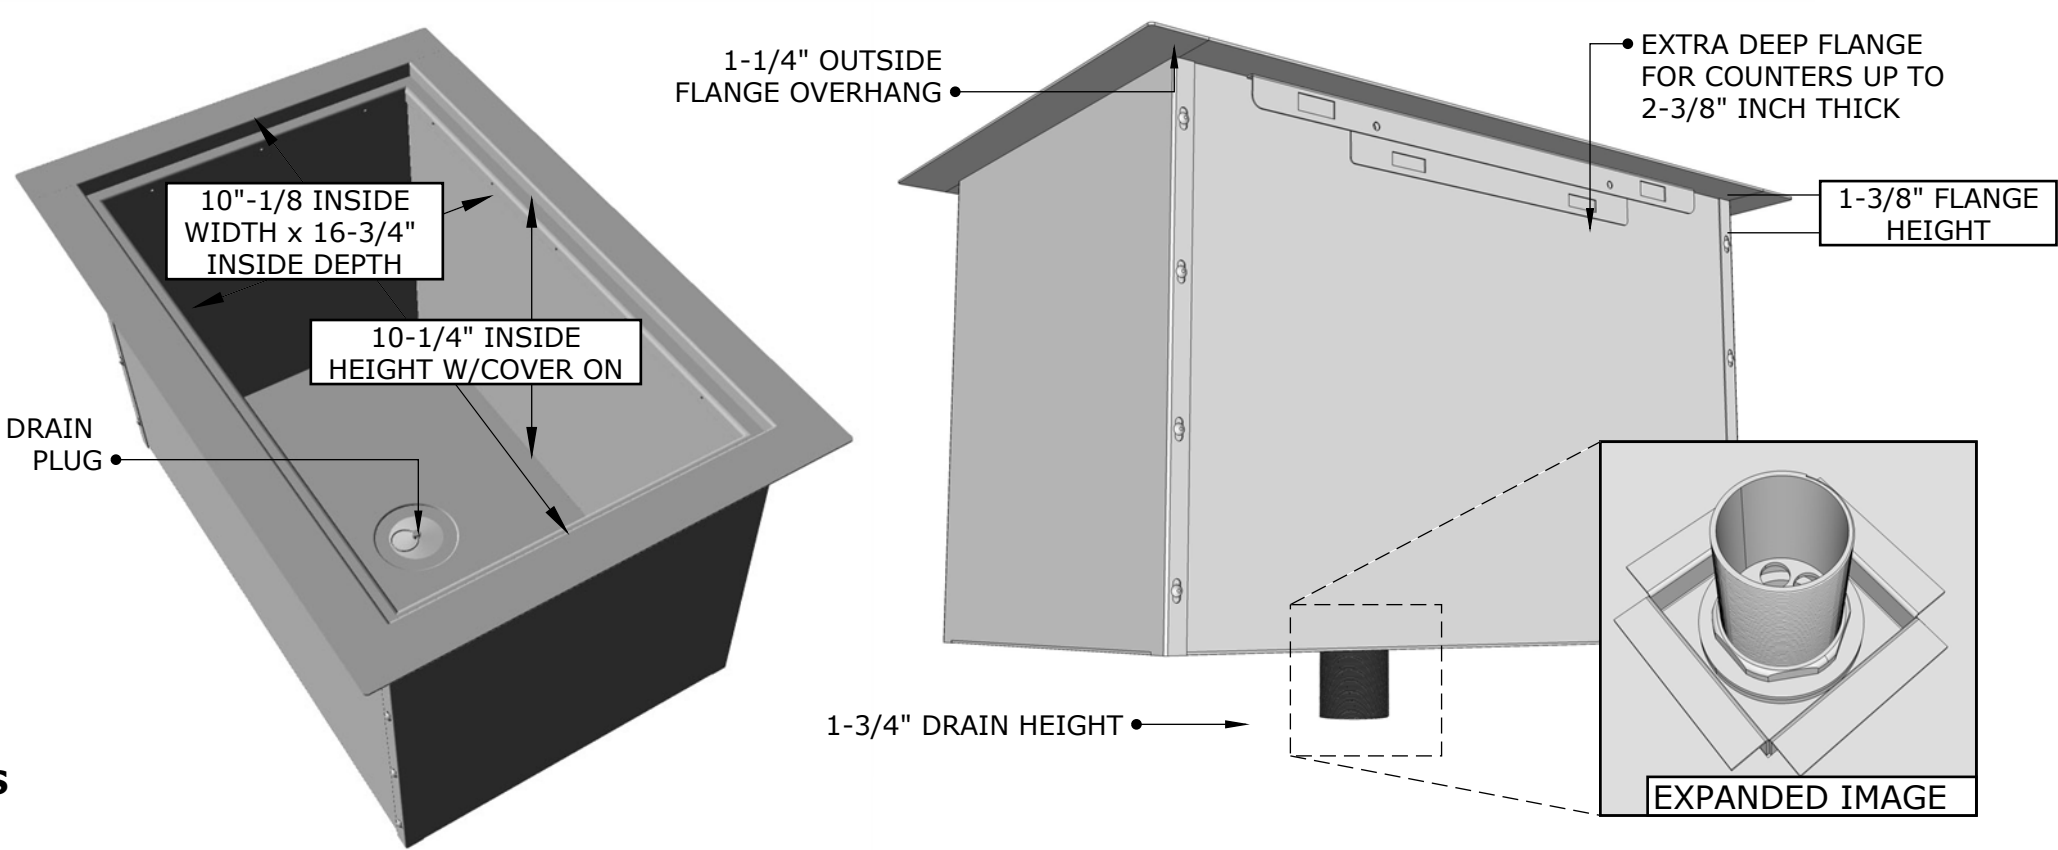 10"-1/8 INSIDE
WIDTH x 16-3/4"
INSIDE DEPTH
10-1/4" INSIDE
HEIGHT W/COVER ON
DRAIN
PLUG
s
1-1/4" OUTSIDE
FLANGE OVERHANG
EXTRA DEEP FLANGE
FOR COUNTERS UP TO
2-3/8" INCH THICK
1-3/8" FLANGE
HEIGHT
1-3/4" DRAIN HEIGHT
EXPANDED IMAGE